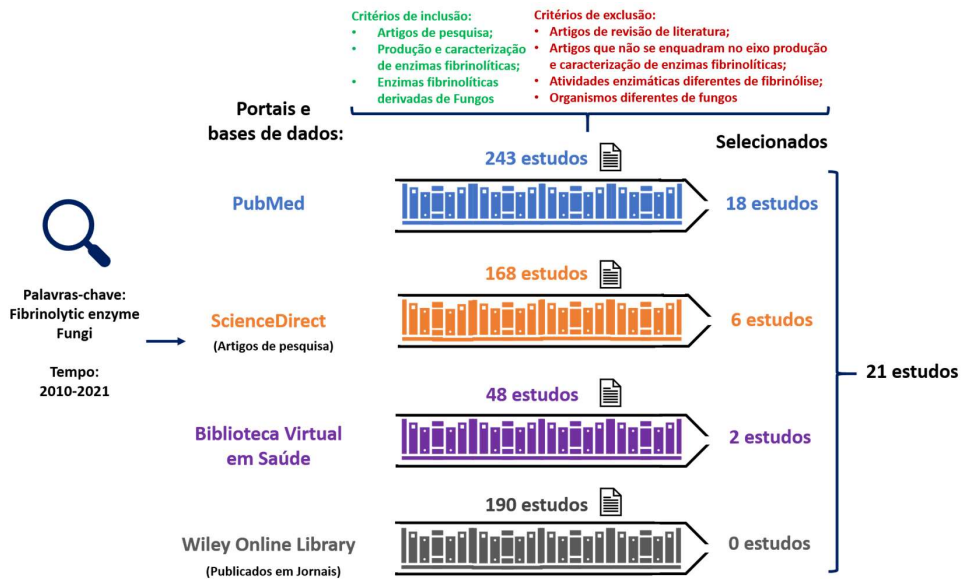 Critérios de inclusão:
• Artigos de pesquisa;
• Produção e caracterização
de enzimas fibrinolíticas;
• Enzimas fibrinolíticas
derivadas de Fungos
Critérios de exclusão:
• Artigos de revisão de literatura;
• Artigos que não se enquadram no eixo produção
e caracterização de enzimas fibrinolíticas;
• Atividades enzimáticas diferentes de fibrinólise;
• Organismos diferentes de fungos
Portais e
bases de dados:
Selecionados
243 estudos
PubMed
18 estudos
168 estudos
ScienceDirect
(Artigos de pesquisa)
6 estudos
Palavras-chave:
Fibrinolytic enzyme
Fungi
Tempo:
2010-2021
21 estudos
48 estudos
Biblioteca Virtual
em Saúde
2 estudos
190 estudos
Wiley Online Library
(Publicados em Jornais)
0 estudos